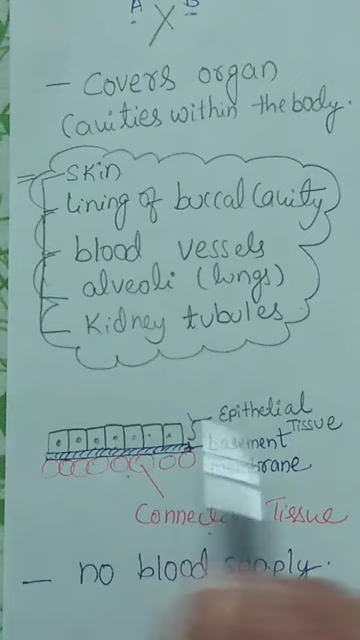 A B
- Covers organ
Cavities within the body.
Skin
lining of buccal Cavity
blood vessels
alveoli (lungs)
Kidney tubules
Epithelial
Tissue
basement
membrane
Tissue
- no blood supply.